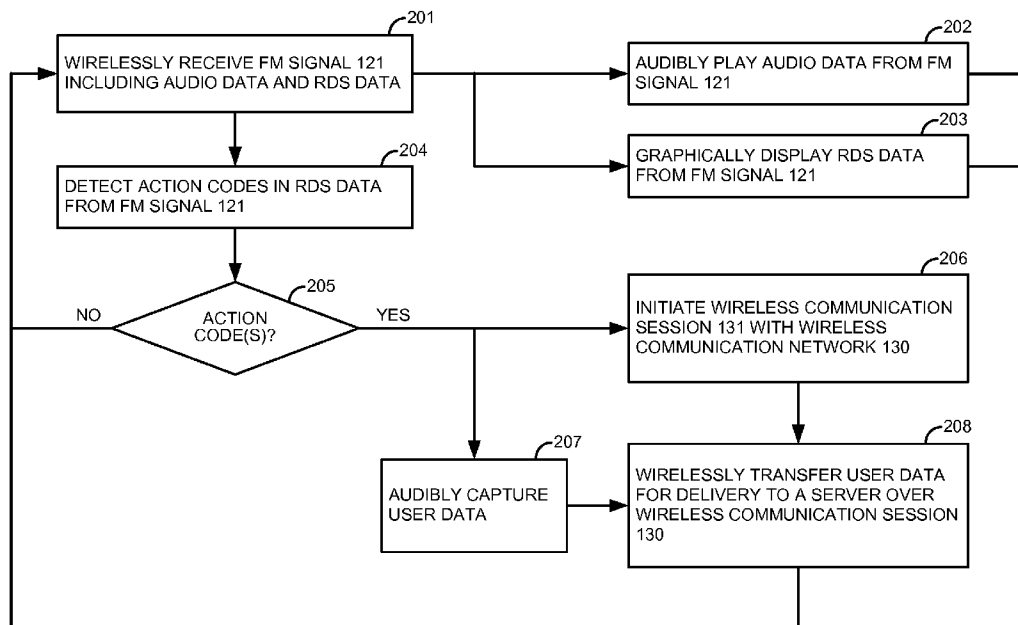 201
WIRELESSLY RECEIVE FM SIGNAL 121
INCLUDING AUDIO DATA AND RDS DATA
202
AUDIBLY PLAY AUDIO DATA FROM FM
SIGNAL 121
203
GRAPHICALLY DISPLAY RDS DATA
FROM FM SIGNAL 121
204
DETECT ACTION CODES IN RDS DATA
FROM FM SIGNAL 121
205
ACTION
CODE(S)?
NO
YES
206
INITIATE WIRELESS COMMUNICATION
SESSION 131 WITH WIRELESS
COMMUNICATION NETWORK 130
207
AUDIBLY CAPTURE
USER DATA
208
WIRELESSLY TRANSFER USER DATA
FOR DELIVERY TO A SERVER OVER
WIRELESS COMMUNICATION SESSION
130